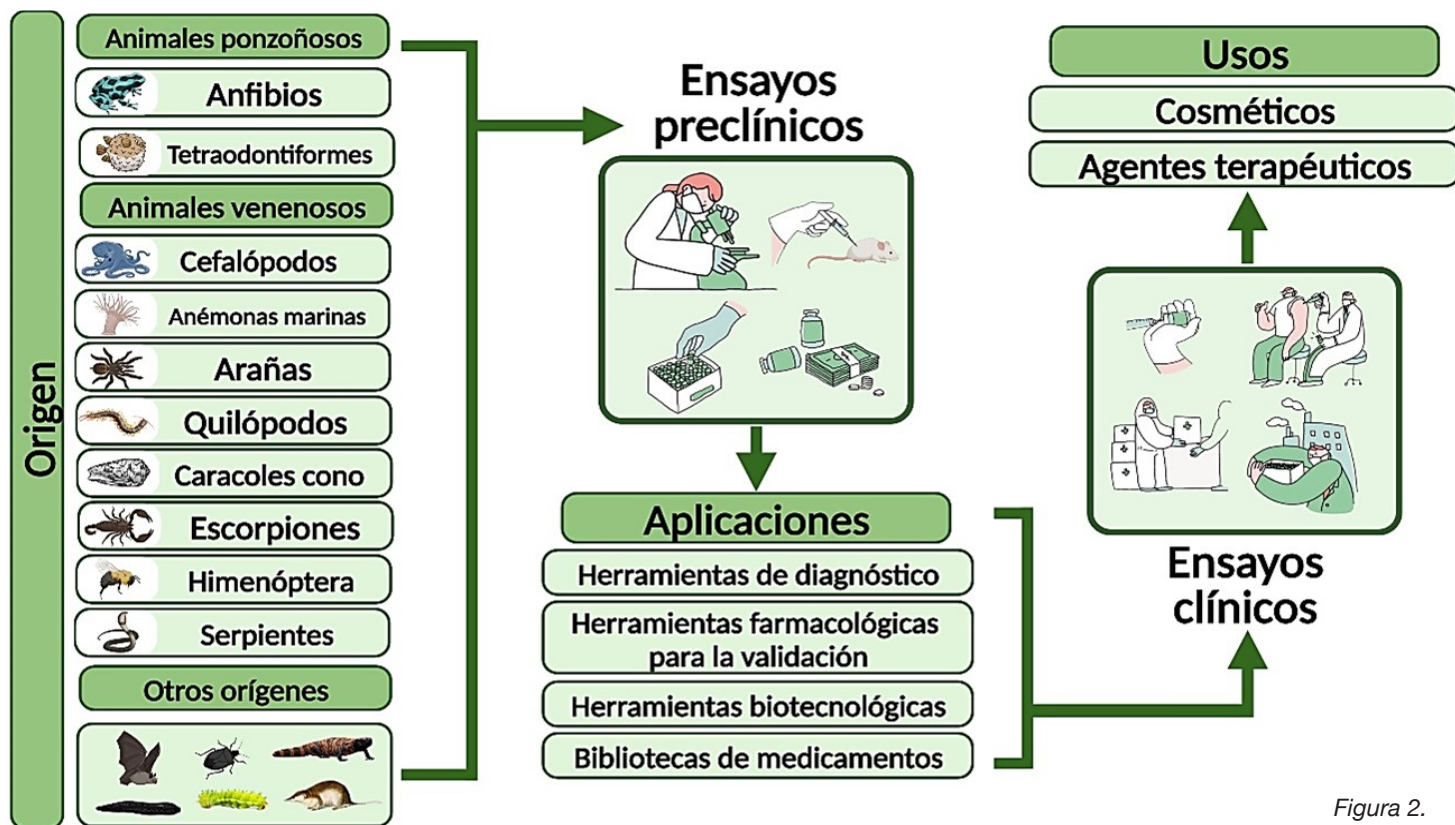 Origen
Animales ponzoñosos
Anfibios
Tetraodontiformes
Animales venenosos
Cefalópodos
Anémonas marinas
Arañas
Quilópodos
Caracoles cono
Escorpiones
Himenóptera
Serpientes
Otros orígenes
Ensayos
preclínicos
Aplicaciones
Herramientas de diagnóstico
Herramientas farmacológicas
para la validación
Herramientas biotecnológicas
Bibliotecas de medicamentos
Usos
Cosméticos
Agentes terapéuticos
Ensayos
clínicos
Figura 2.